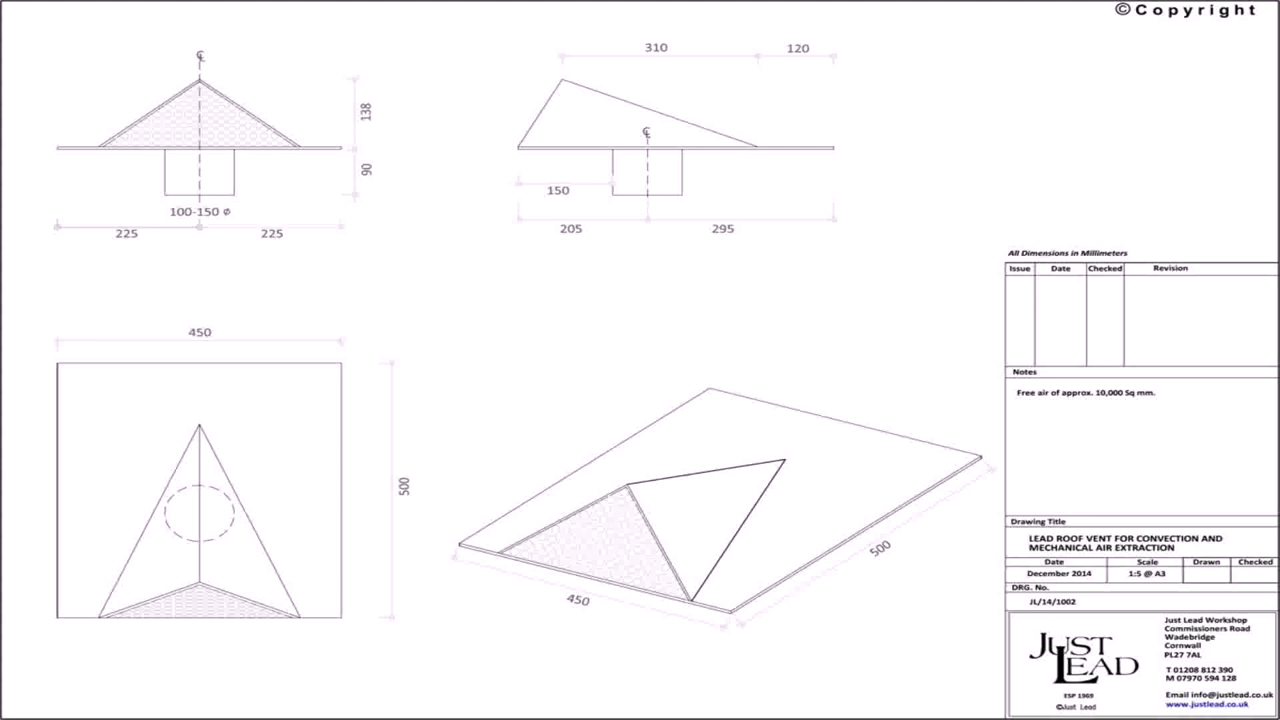 ©Copyright
℄
310
120
138
℄
90
150
100-150 ⌀
225
225
205
295
All Dimensions in Millimeters
Issue Date Checked Revision
450
Notes
Free air of approx. 10,000 Sq mm.
500
500
450
Drawing Title
LEAD ROOF VENT FOR CONVECTION AND
MECHANICAL AIR EXTRACTION
Date Scale Drawn Checked
December 2014 1:5 @ A3
DRG. No.
JL/14/1002
JUST
LEAD
ESP 1969
©Just Lead
Just Lead Workshop
Commissioners Road
Wadebridge
Cornwall
PL27 7AL
T 01208 812 390
M 07970 594 128
Email info@justlead.co.uk
www.justlead.co.uk